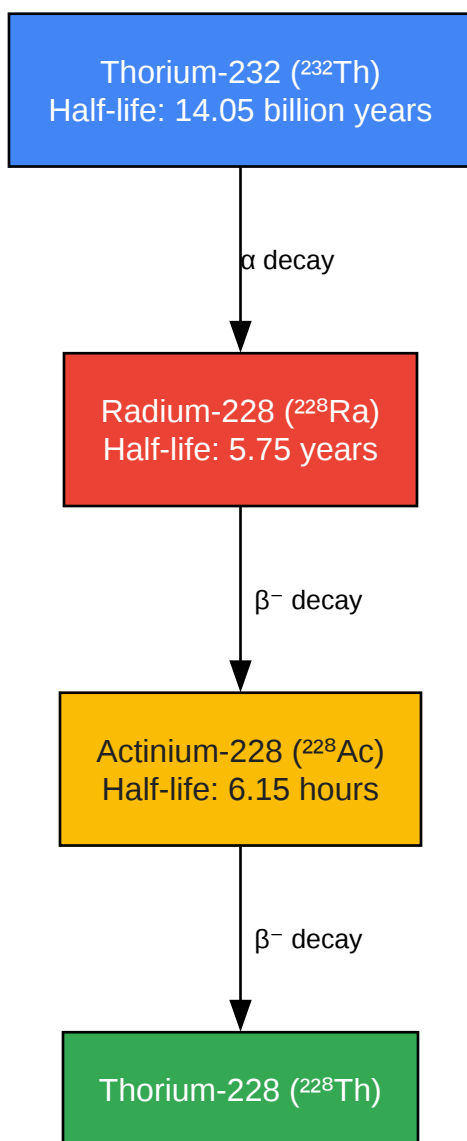 Thorium-232 (²³²Th)
Half-life: 14.05 billion years
α decay
Radium-228 (²²⁸Ra)
Half-life: 5.75 years
β⁻ decay
Actinium-228 (²²⁸Ac)
Half-life: 6.15 hours
β⁻ decay
Thorium-228 (²²⁸Th)